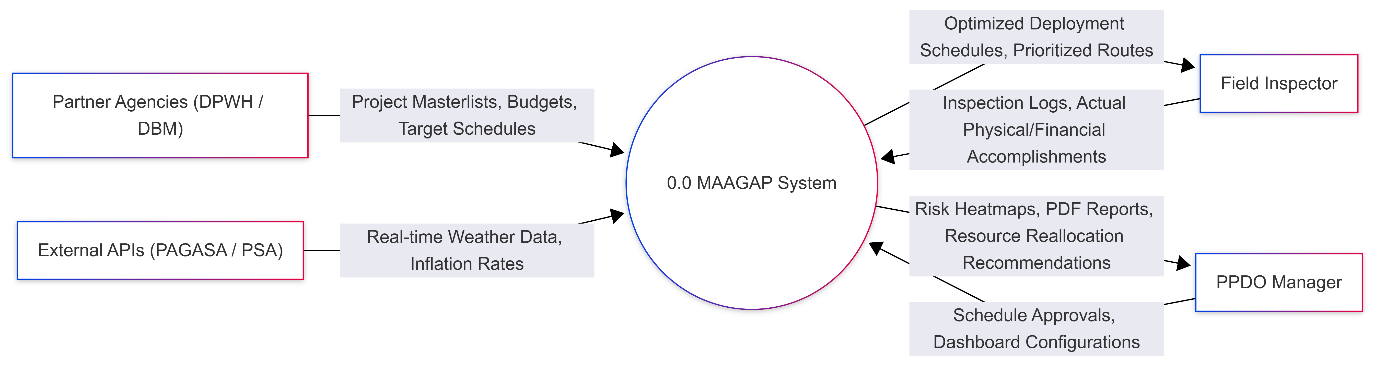 Partner Agencies (DPWH /
DBM)
Project Masterlists, Budgets,
Target Schedules
External APIs (PAGASA / PSA)
Real-time Weather Data,
Inflation Rates
0.0 MAAGAP System
Optimized Deployment
Schedules, Prioritized Routes
Field Inspector
Inspection Logs, Actual
Physical/Financial
Accomplishments
Risk Heatmaps, PDF Reports,
Resource Reallocation
Recommendations
PPDO Manager
Schedule Approvals,
Dashboard Configurations